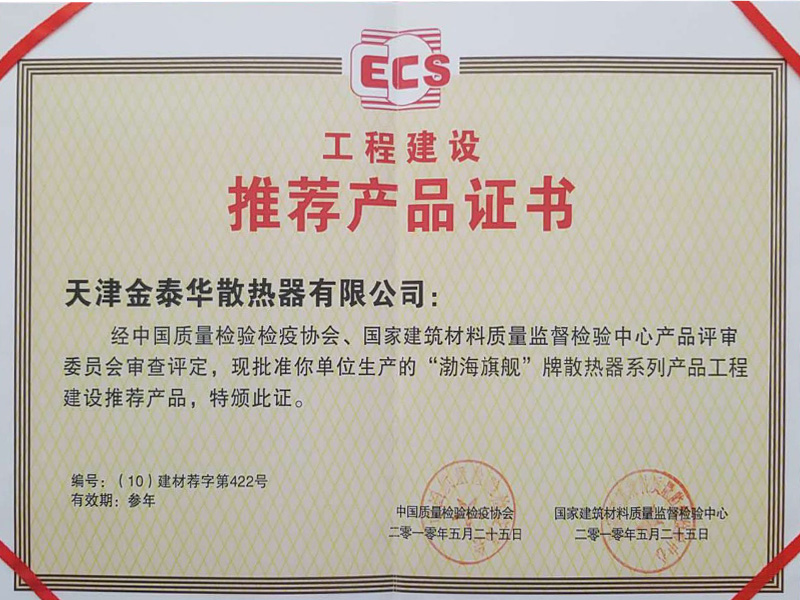 ECS
工程建设
推荐产品证书
天津金泰华散热器有限公司：
经中国质量检验检疫协会、国家建筑材料质量监督检验中心产品评审
委员会审查评定，现批准你单位生产的“渤海旗舰”牌散热器系列产品工程
建设推荐产品，特颁此证。
编号：（10）建材荐字第422号
有效期：参年
中国质量检验检疫协会
二零一零年五月二十五日
国家建筑材料质量监督检验中心
二零一零年五月二十五日